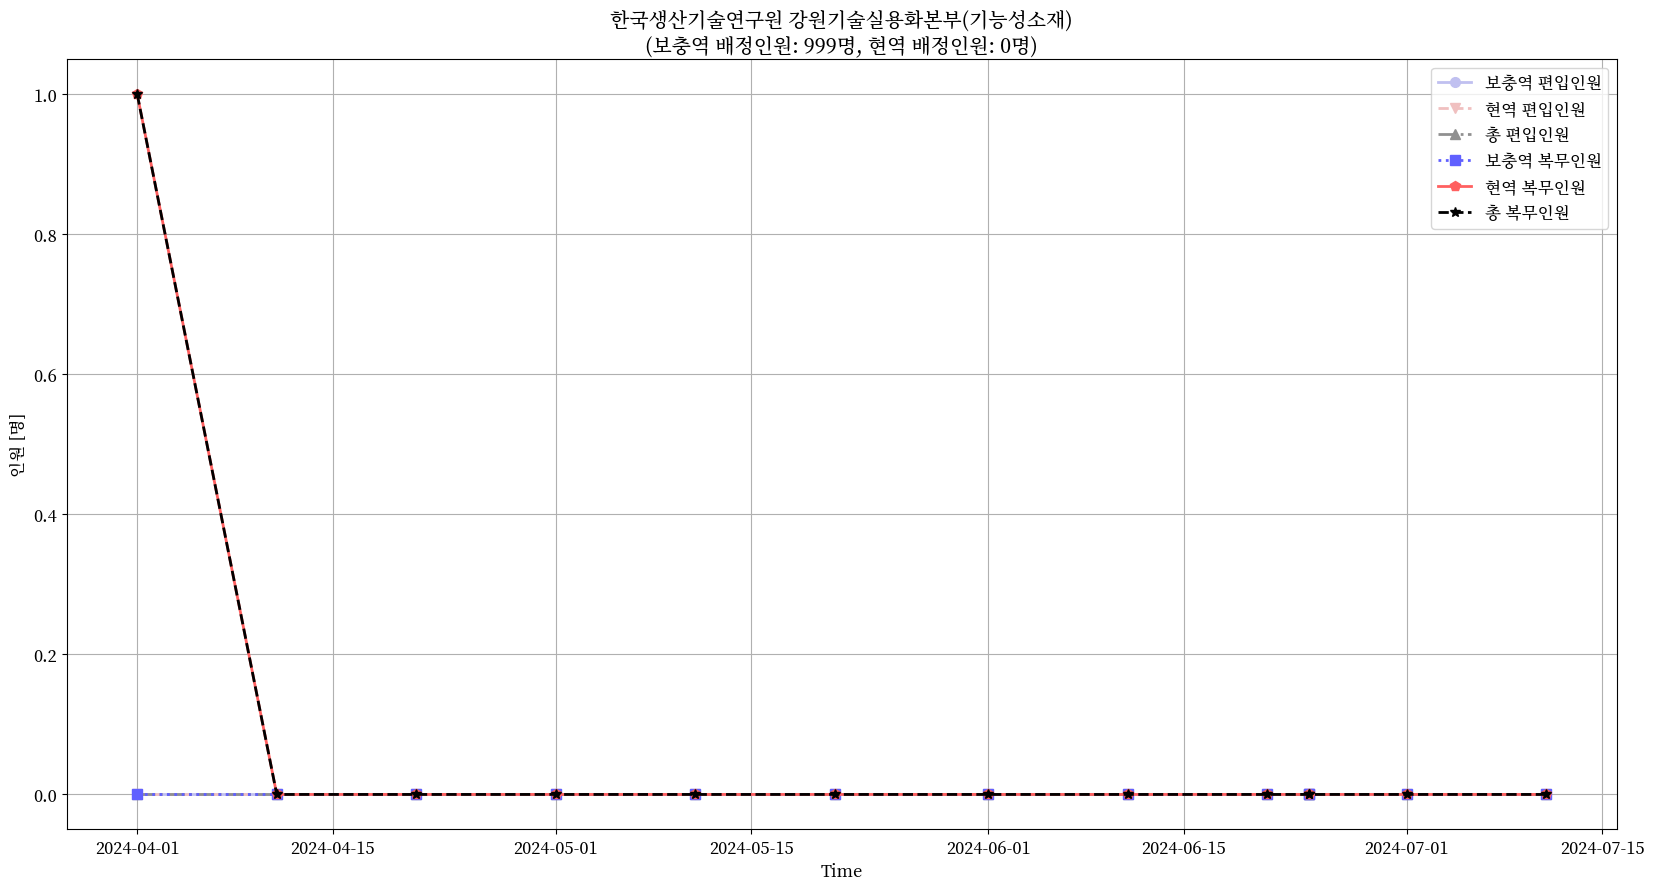 한국생산기술연구원 강원기술실용화본부(기능성소재)
(보충역 배정인원: 999명, 현역 배정인원: 0명)
보충역 편입인원
현역 편입인원
총 편입인원
보충역 복무인원
현역 복무인원
총 복무인원
인원 [명]
1.0
0.8
0.6
0.4
0.2
0.0
2024-04-01 2024-04-15 2024-05-01 2024-05-15 2024-06-01 2024-06-15 2024-07-01 2024-07-15
Time